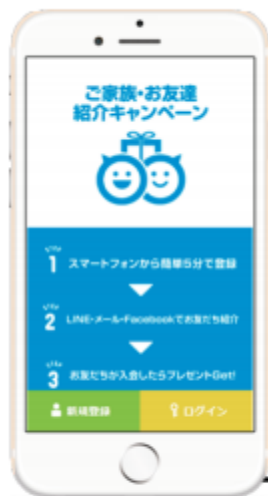 ご家族・お友達
紹介キャンペーン
STEP
1 スマートフォンから簡単5分で登録
STEP
2 LINE・メール・Facebookでお友だち紹介
STEP
3 お友だちが入会したらプレゼントGet!
新規登録
ログイン